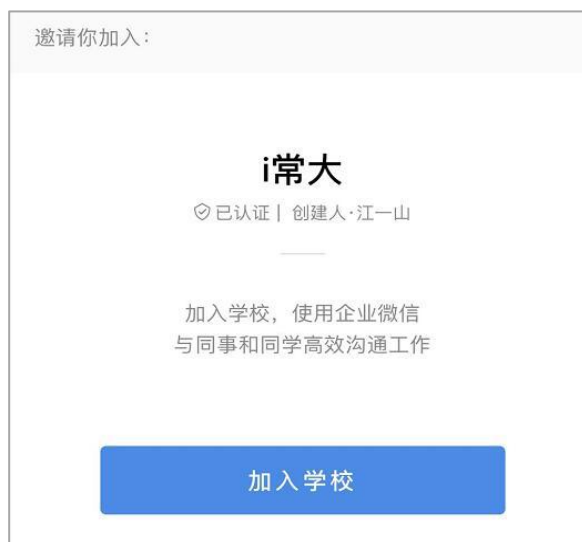 邀请你加入：
i常大
已认证 | 创建人·江一山
加入学校，使用企业微信
与同事和同学高效沟通工作
加入学校